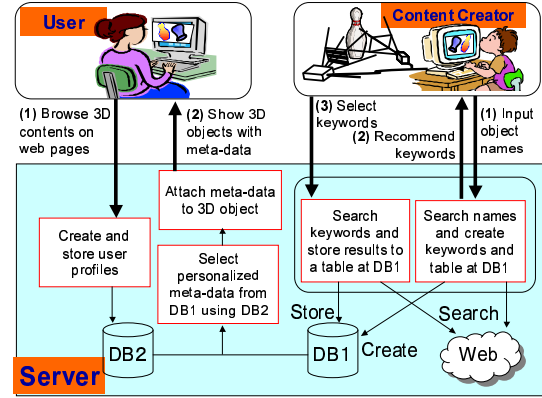 User
Content Creator
(1) Browse 3D
contents on
web pages
(2) Show 3D
objects with
meta-data
(3) Select
keywords
(2) Recommend
keywords
(1) Input
object
names
Attach meta-data
to 3D object
Create and
store user
profiles
Select
personalized
meta-data from
DB1 using DB2
Search
keywords and
store results to
a table at DB1
Search names
and create
keywords and
table at DB1
Store
Search
DB2
DB1
Create
Web
Server